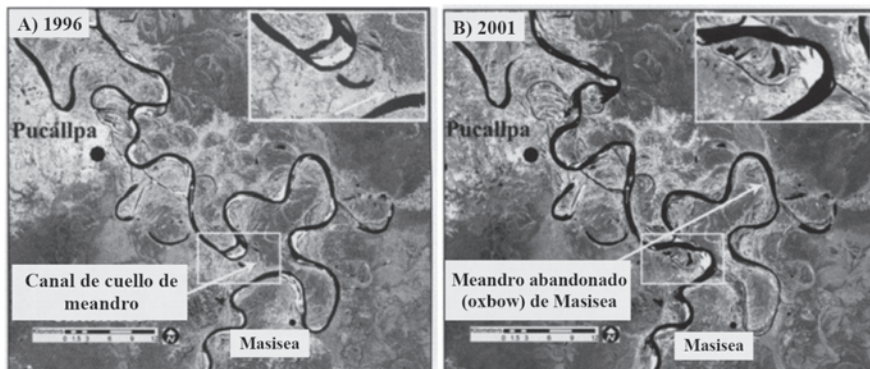 A) 1996
Pucallpa
Canal de cuello de
meandro
Masisea
B) 2001
Pucallpa
Meandro abandonado
(oxbow) de Masisea
Masisea